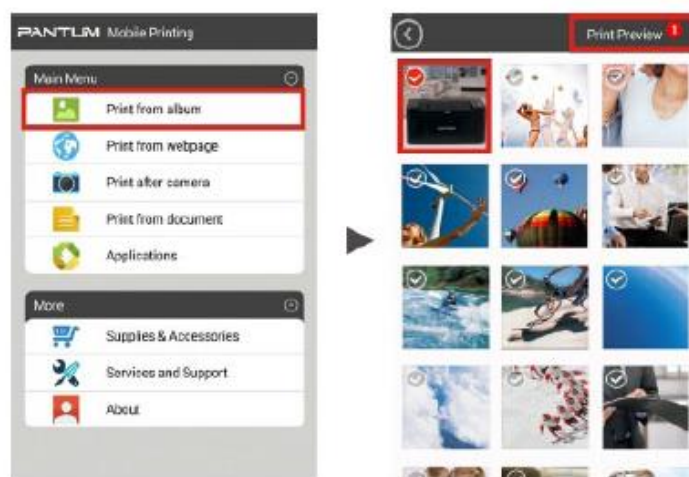 PANTUM Mobile Printing
Main Menu
Print from album
Print from webpage
Print after camera
Print from document
Applications
More
Supplies & Accessories
Services and Support
About
Print Preview 1